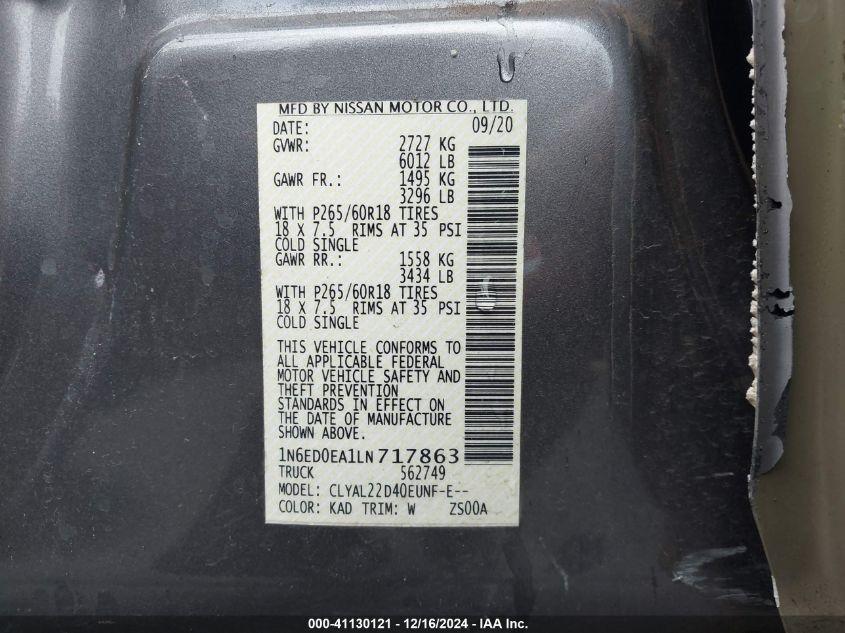 MFD BY NISSAN MOTOR CO., LTD.
DATE: 09/20
GVWR: 2727 KG
6012 LB
GAWR FR.: 1495 KG
3296 LB
WITH P265/60R18 TIRES
18 X 7.5 RIMS AT 35 PSI
COLD SINGLE
GAWR RR.: 1558 KG
3434 LB
WITH P265/60R18 TIRES
18 X 7.5 RIMS AT 35 PSI
COLD SINGLE
THIS VEHICLE CONFORMS TO
ALL APPLICABLE FEDERAL
MOTOR VEHICLE SAFETY AND
THEFT PREVENTION
STANDARDS IN EFFECT ON
THE DATE OF MANUFACTURE
SHOWN ABOVE.
1N6ED0EA1LN717863
TRUCK 562749
MODEL: CLYAL22D40EUNF-E--
COLOR: KAD TRIM: W ZS00A
000-41130121 - 12/16/2024 - IAA Inc.